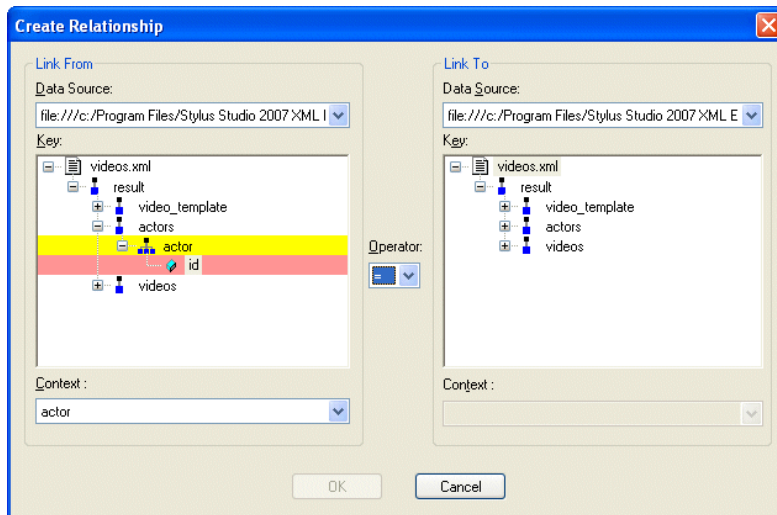 Create Relationship
Link From
Data Source:
file:///c:/Program Files/Stylus Studio 2007 XML I
Key:
videos.xml
result
video_template
actors
actor
id
videos
Context :
actor
Operator:
=
Link To
Data Source:
file:///c:/Program Files/Stylus Studio 2007 XML E
Key:
videos.xml
result
video_template
actors
videos
Context :
OK
Cancel